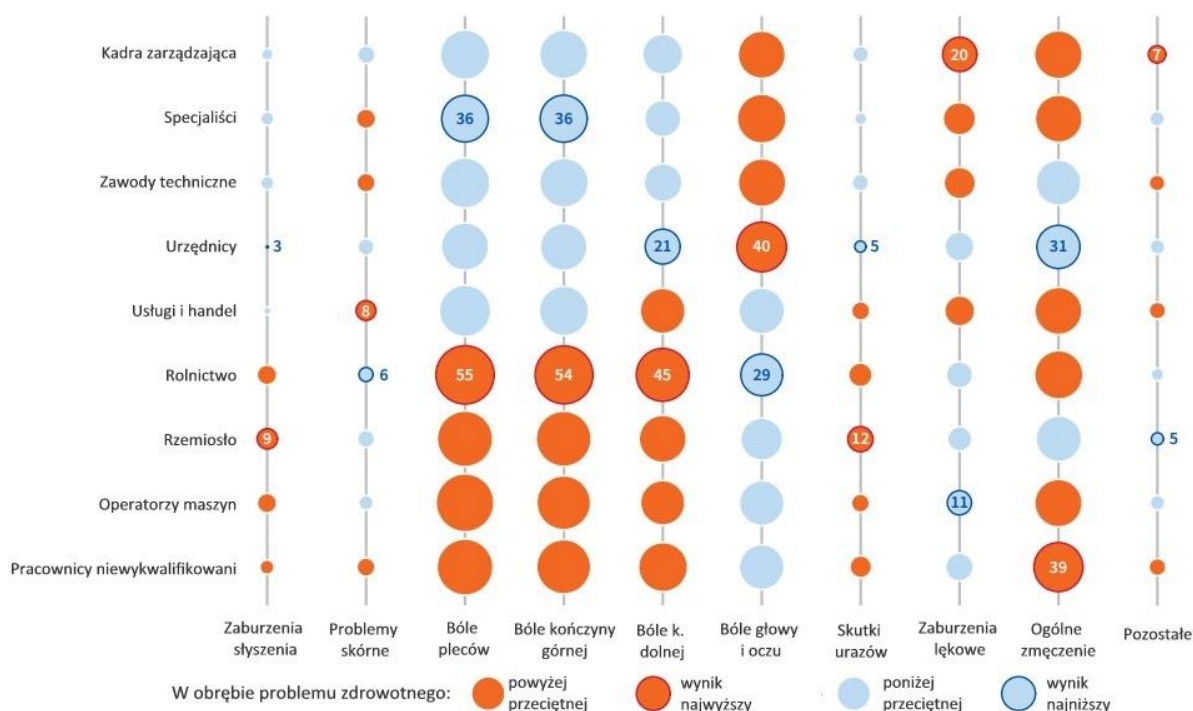 Kadra zarządzająca 20 7
Specjaliści 36 36
Zawody techniczne
Urzędnicy 3 21 40 5 31
Usługi i handel 8
Rolnictwo 6 55 54 45 29
Rzemiosło 9 12 5
Operatorzy maszyn 11
Pracownicy niewykwalifikowani 39
Zaburzenia słyszenia
Problemy skórne
Bóle pleców
Bóle kończyny górnej
Bóle k. dolnej
Bóle głowy i oczu
Skutki urazów
Zaburzenia lękowe
Ogólne zmęczenie
Pozostałe
W obrębie problemu zdrowotnego:
powyżej przeciętnej
wynik najwyższy
poniżej przeciętnej
wynik najniższy